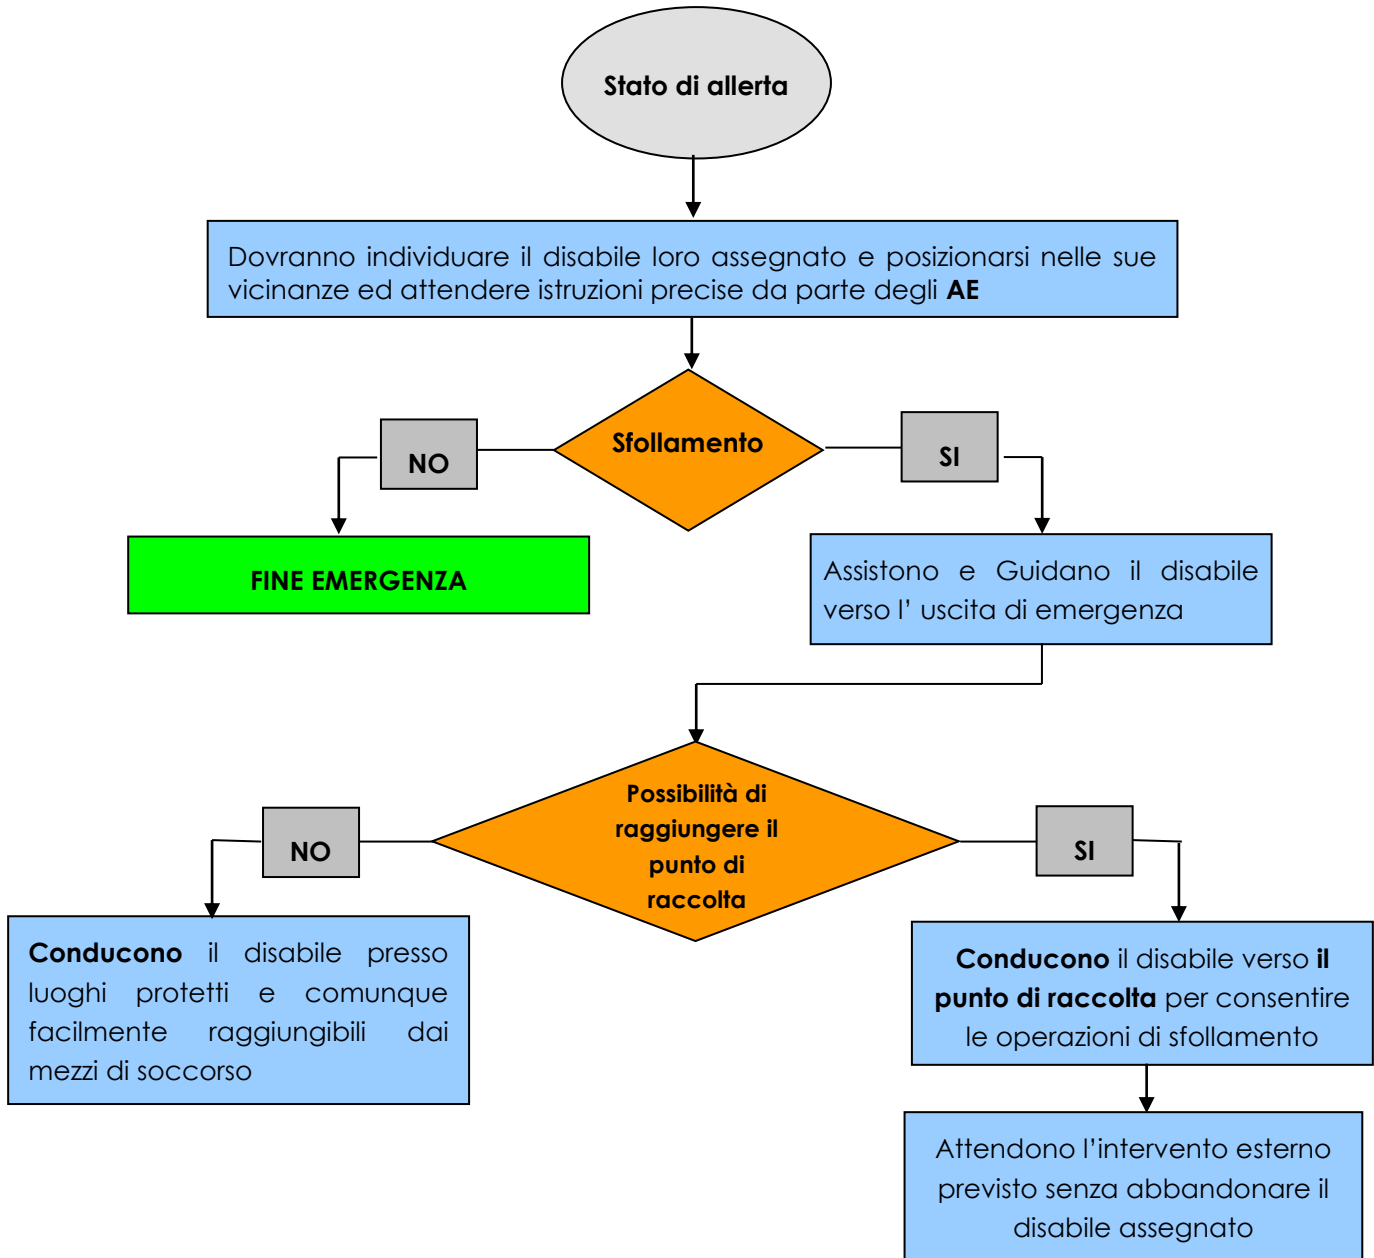 Stato di allerta
Dovranno individuare il disabile loro assegnato e posizionarsi nelle sue
vicinanze ed attendere istruzioni precise da parte degli AE
Sfollamento
NO
SI
FINE EMERGENZA
Assistono e Guidano il disabile
verso l’ uscita di emergenza
Possibilità di
raggiungere il
punto di
raccolta
NO
SI
Conducono il disabile presso
luoghi protetti e comunque
facilmente raggiungibili dai
mezzi di soccorso
Conducono il disabile verso il
punto di raccolta per consentire
le operazioni di sfollamento
Attendono l’intervento esterno
previsto senza abbandonare il
disabile assegnato